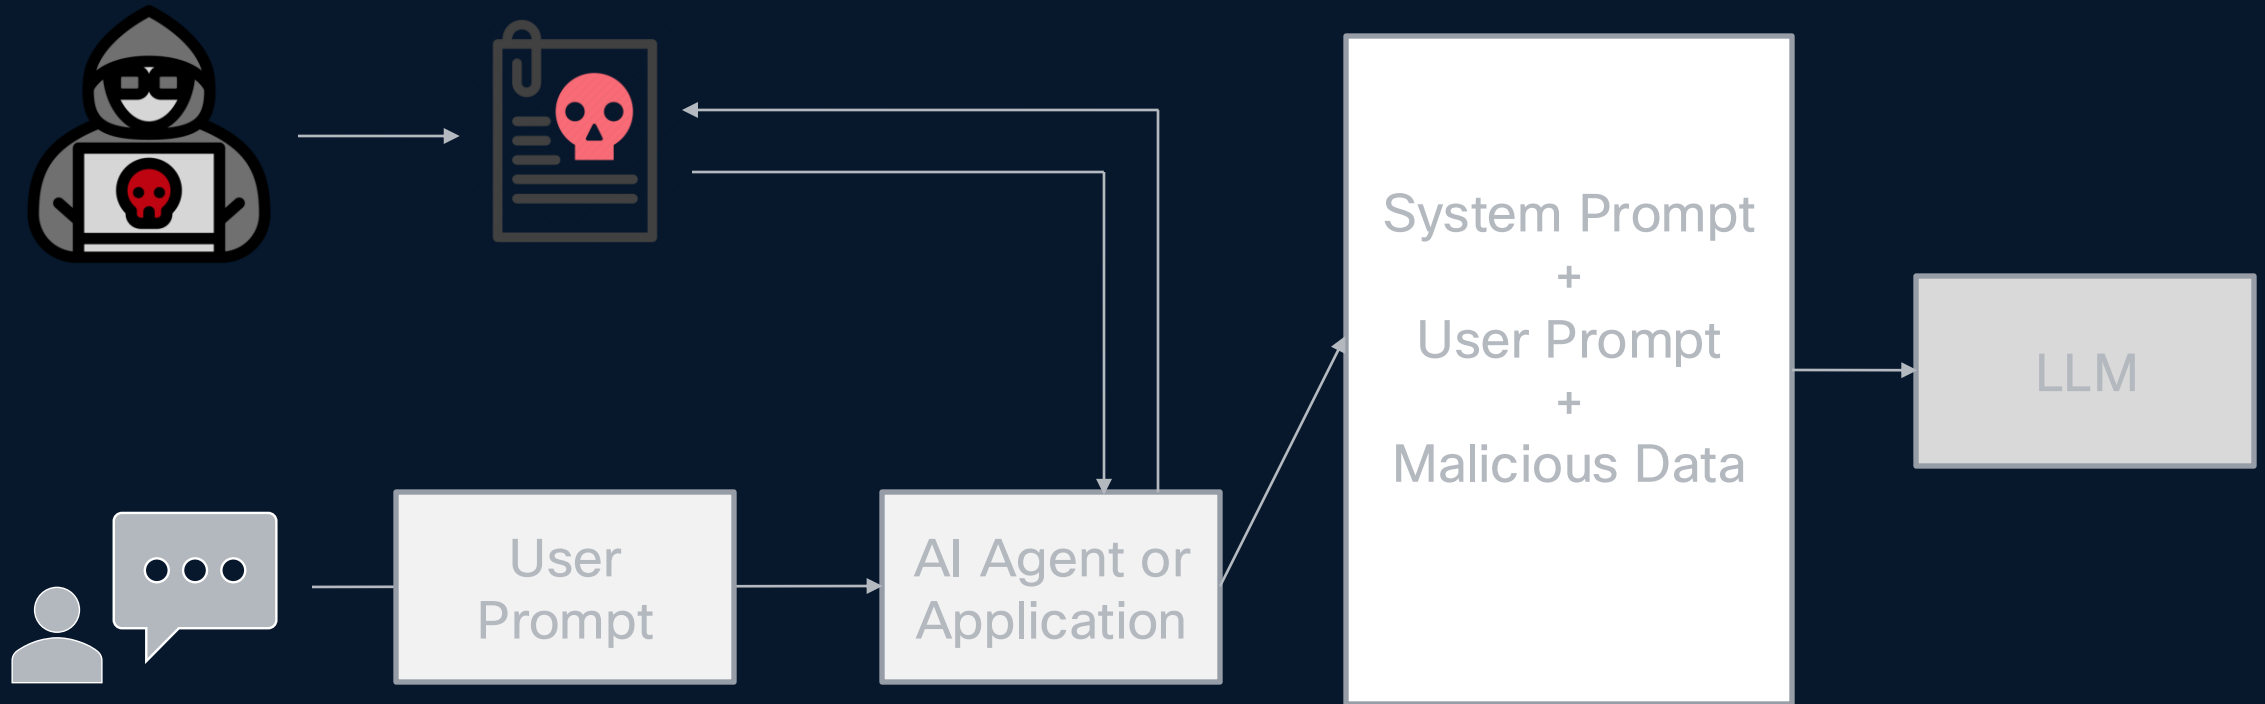 System Prompt
+
User Prompt
+
Malicious Data
LLM
User
Prompt
AI Agent or
Application